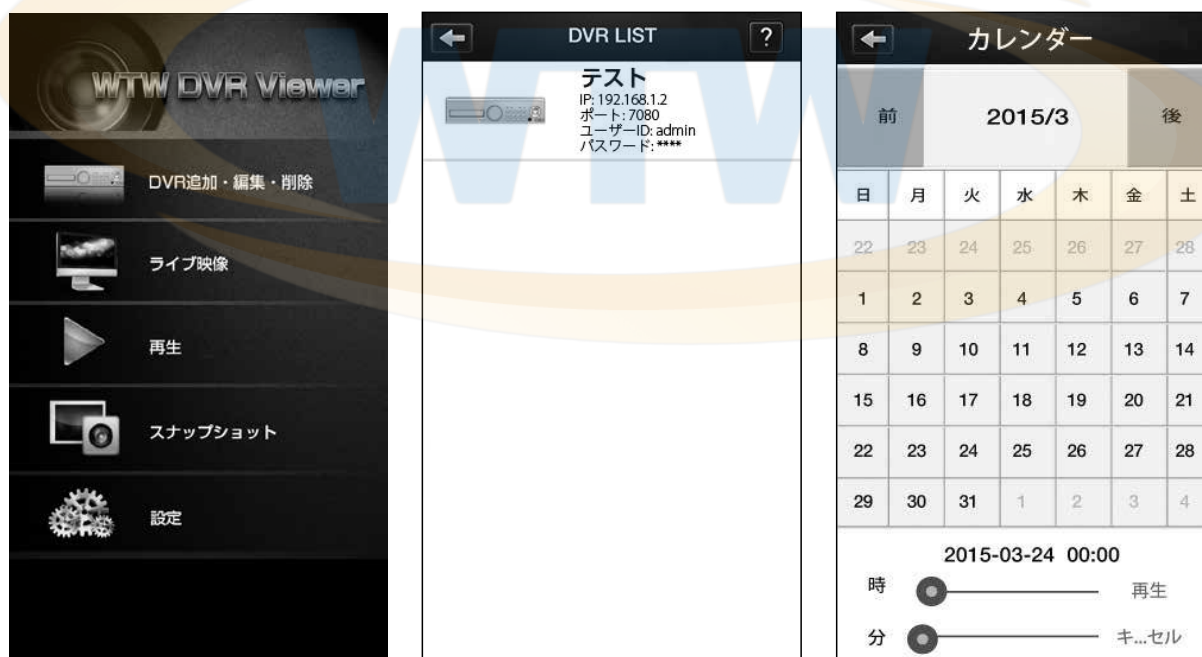 WTW DVR Viewer
DVR追加・編集・削除
ライブ映像
再生
スナップショット
設定
DVR LIST
?
テスト
IP: 192.168.1.2
ポート: 7080
ユーザーID: admin
パスワード: ****
カレンダー
前 2015/3 後
日 月 火 水 木 金 土
22 23 24 25 26 27 28
1 2 3 4 5 6 7
8 9 10 11 12 13 14
15 16 17 18 19 20 21
22 23 24 25 26 27 28
29 30 31 1 2 3 4
2015-03-24 00:00
時 再生
分 キ...セル
WTW